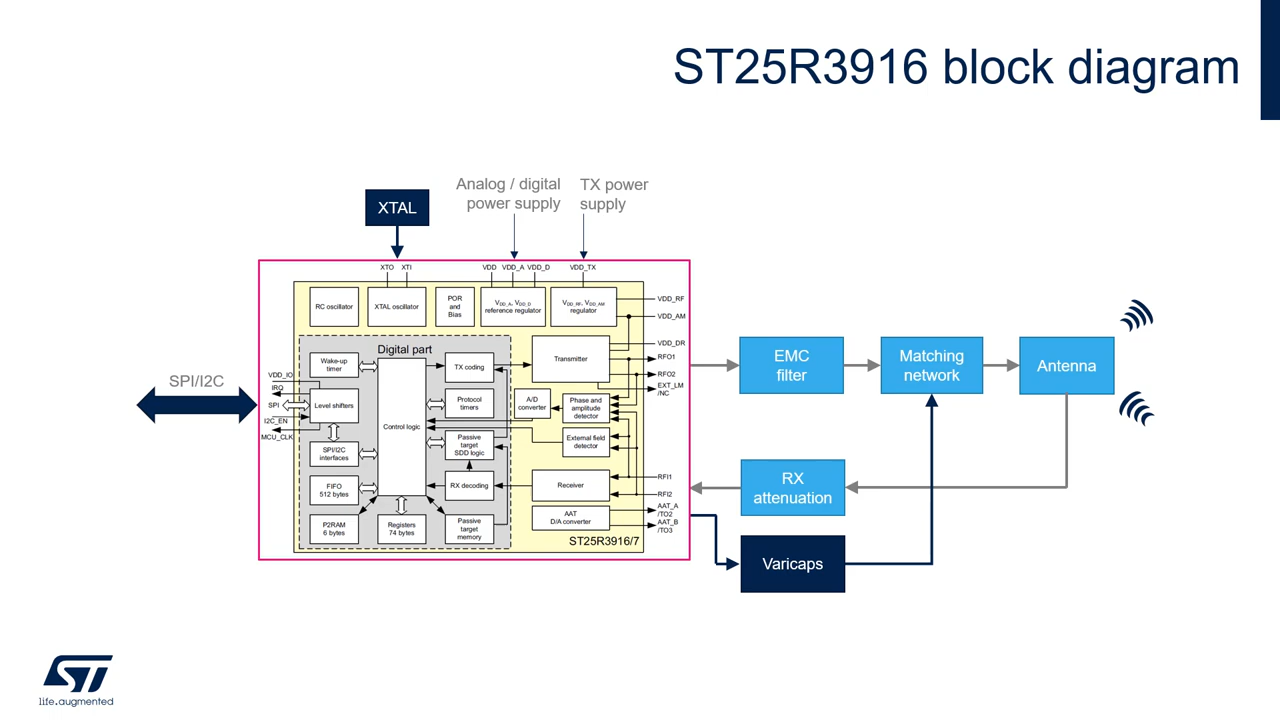 ST25R3916 block diagram
Analog / digital
power supply
TX power
supply
XTAL
XTO
XTI
VDD
VDD_A
VDD_D
VDD_TX
RC oscillator
XTAL oscillator
POR
and
Bias
VDD_A, VDD_D
reference regulator
VDD_RF, VDD_AM
regulator
VDD_RF
VDD_AM
Digital part
Wake-up
timer
TX coding
Transmitter
VDD_DR
RFO1
RFO2
EXT_LM
/NC
SPI/I2C
VDD_IO
IRQ
SPI
I2C_EN
MCU_CLK
Level shifters
Control logic
Protocol
timers
A/D
converter
Phase and
amplitude
detector
SPI/I2C
interfaces
Passive
target
SDD logic
External field
detector
FIFO
512 bytes
RX decoding
Receiver
RFI1
RFI2
P2RAM
6 bytes
Registers
74 bytes
Passive
target
memory
AAT
D/A converter
AAT_A
/TO2
AAT_B
/TO3
ST25R3916/7
EMC
filter
Matching
network
Antenna
RX
attenuation
Varicaps
ST
life.augmented